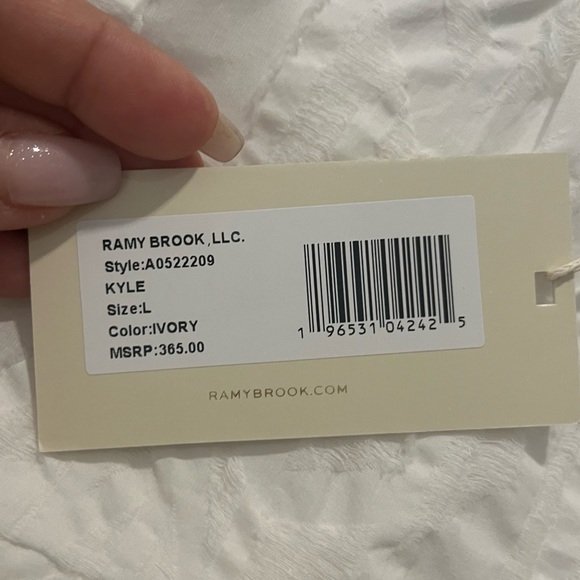 RAMY BROOK ,LLC.
Style:A0522209
KYLE
Size:L
Color:IVORY
MSRP:365.00
1 96531 04242 5
RAMYBROOK.COM